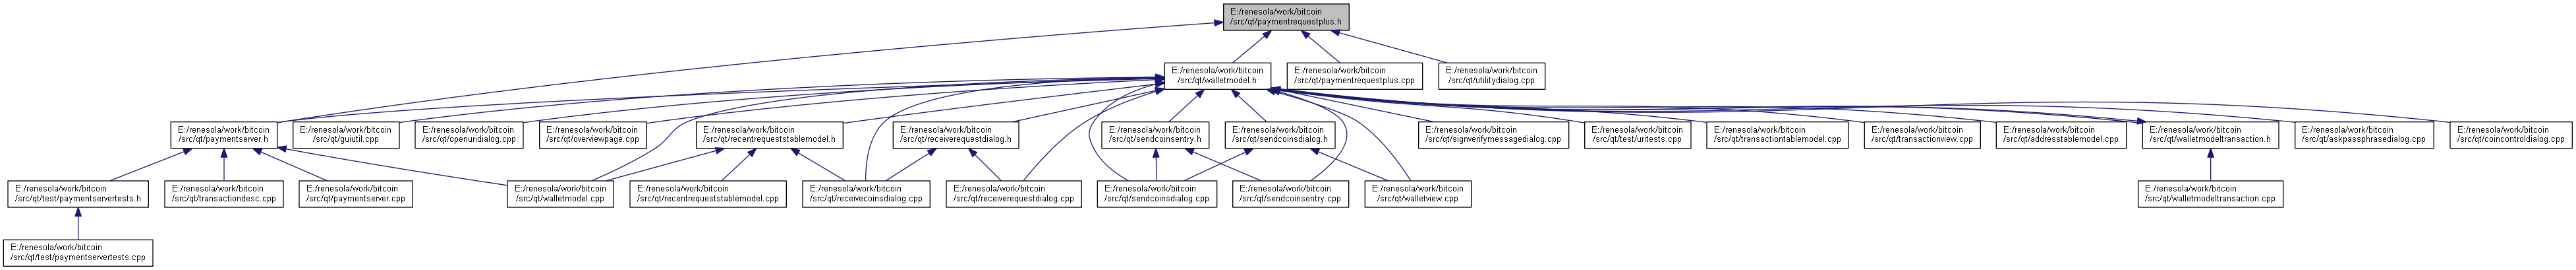 E:/renesola/work/bitcoin
/src/qt/paymentrequestplus.h
E:/renesola/work/bitcoin
/src/qt/walletmodel.h
E:/renesola/work/bitcoin
/src/qt/paymentrequestplus.cpp
E:/renesola/work/bitcoin
/src/qt/utilitydialog.cpp
E:/renesola/work/bitcoin
/src/qt/paymentserver.h
E:/renesola/work/bitcoin
/src/qt/guiutil.cpp
E:/renesola/work/bitcoin
/src/qt/openuridialog.cpp
E:/renesola/work/bitcoin
/src/qt/overviewpage.cpp
E:/renesola/work/bitcoin
/src/qt/recentrequeststablemodel.h
E:/renesola/work/bitcoin
/src/qt/receiverequestdialog.h
E:/renesola/work/bitcoin
/src/qt/sendcoinsentry.h
E:/renesola/work/bitcoin
/src/qt/sendcoinsdialog.h
E:/renesola/work/bitcoin
/src/qt/signverifymessagedialog.cpp
E:/renesola/work/bitcoin
/src/qt/test/uritests.cpp
E:/renesola/work/bitcoin
/src/qt/transactiontablemodel.cpp
E:/renesola/work/bitcoin
/src/qt/transactionview.cpp
E:/renesola/work/bitcoin
/src/qt/addresstablemodel.cpp
E:/renesola/work/bitcoin
/src/qt/walletmodeltransaction.h
E:/renesola/work/bitcoin
/src/qt/askpassphrasedialog.cpp
E:/renesola/work/bitcoin
/src/qt/coincontroldialog.cpp
E:/renesola/work/bitcoin
/src/qt/test/paymentservertests.h
E:/renesola/work/bitcoin
/src/qt/transactiondesc.cpp
E:/renesola/work/bitcoin
/src/qt/paymentserver.cpp
E:/renesola/work/bitcoin
/src/qt/walletmodel.cpp
E:/renesola/work/bitcoin
/src/qt/recentrequeststablemodel.cpp
E:/renesola/work/bitcoin
/src/qt/receivecoinsdialog.cpp
E:/renesola/work/bitcoin
/src/qt/receiverequestdialog.cpp
E:/renesola/work/bitcoin
/src/qt/sendcoinsdialog.cpp
E:/renesola/work/bitcoin
/src/qt/sendcoinsentry.cpp
E:/renesola/work/bitcoin
/src/qt/walletview.cpp
E:/renesola/work/bitcoin
/src/qt/walletmodeltransaction.cpp
E:/renesola/work/bitcoin
/src/qt/test/paymentservertests.cpp